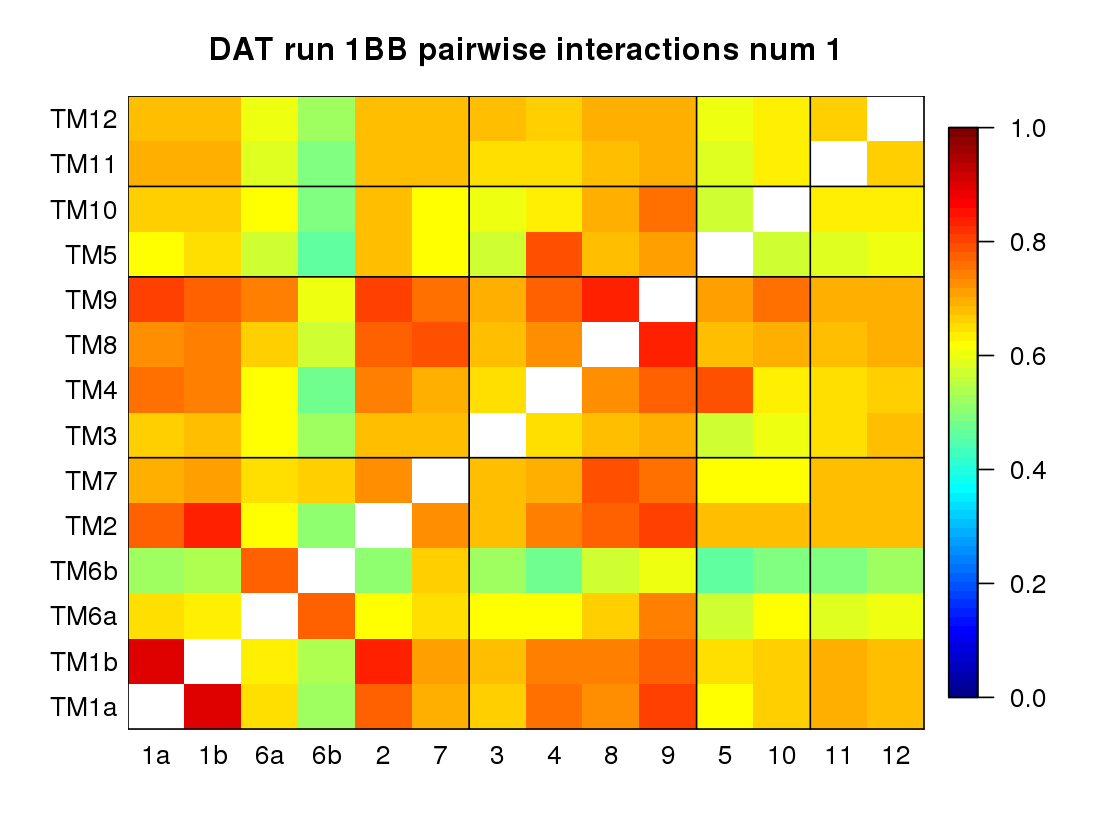 DAT run 1BB pairwise interactions num 1
TM12
TM11
TM10
TM5
TM9
TM8
TM4
TM3
TM7
TM2
TM6b
TM6a
TM1b
TM1a
1a 1b 6a 6b 2 7 3 4 8 9 5 10 11 12
1.0
0.8
0.6
0.4
0.2
0.0